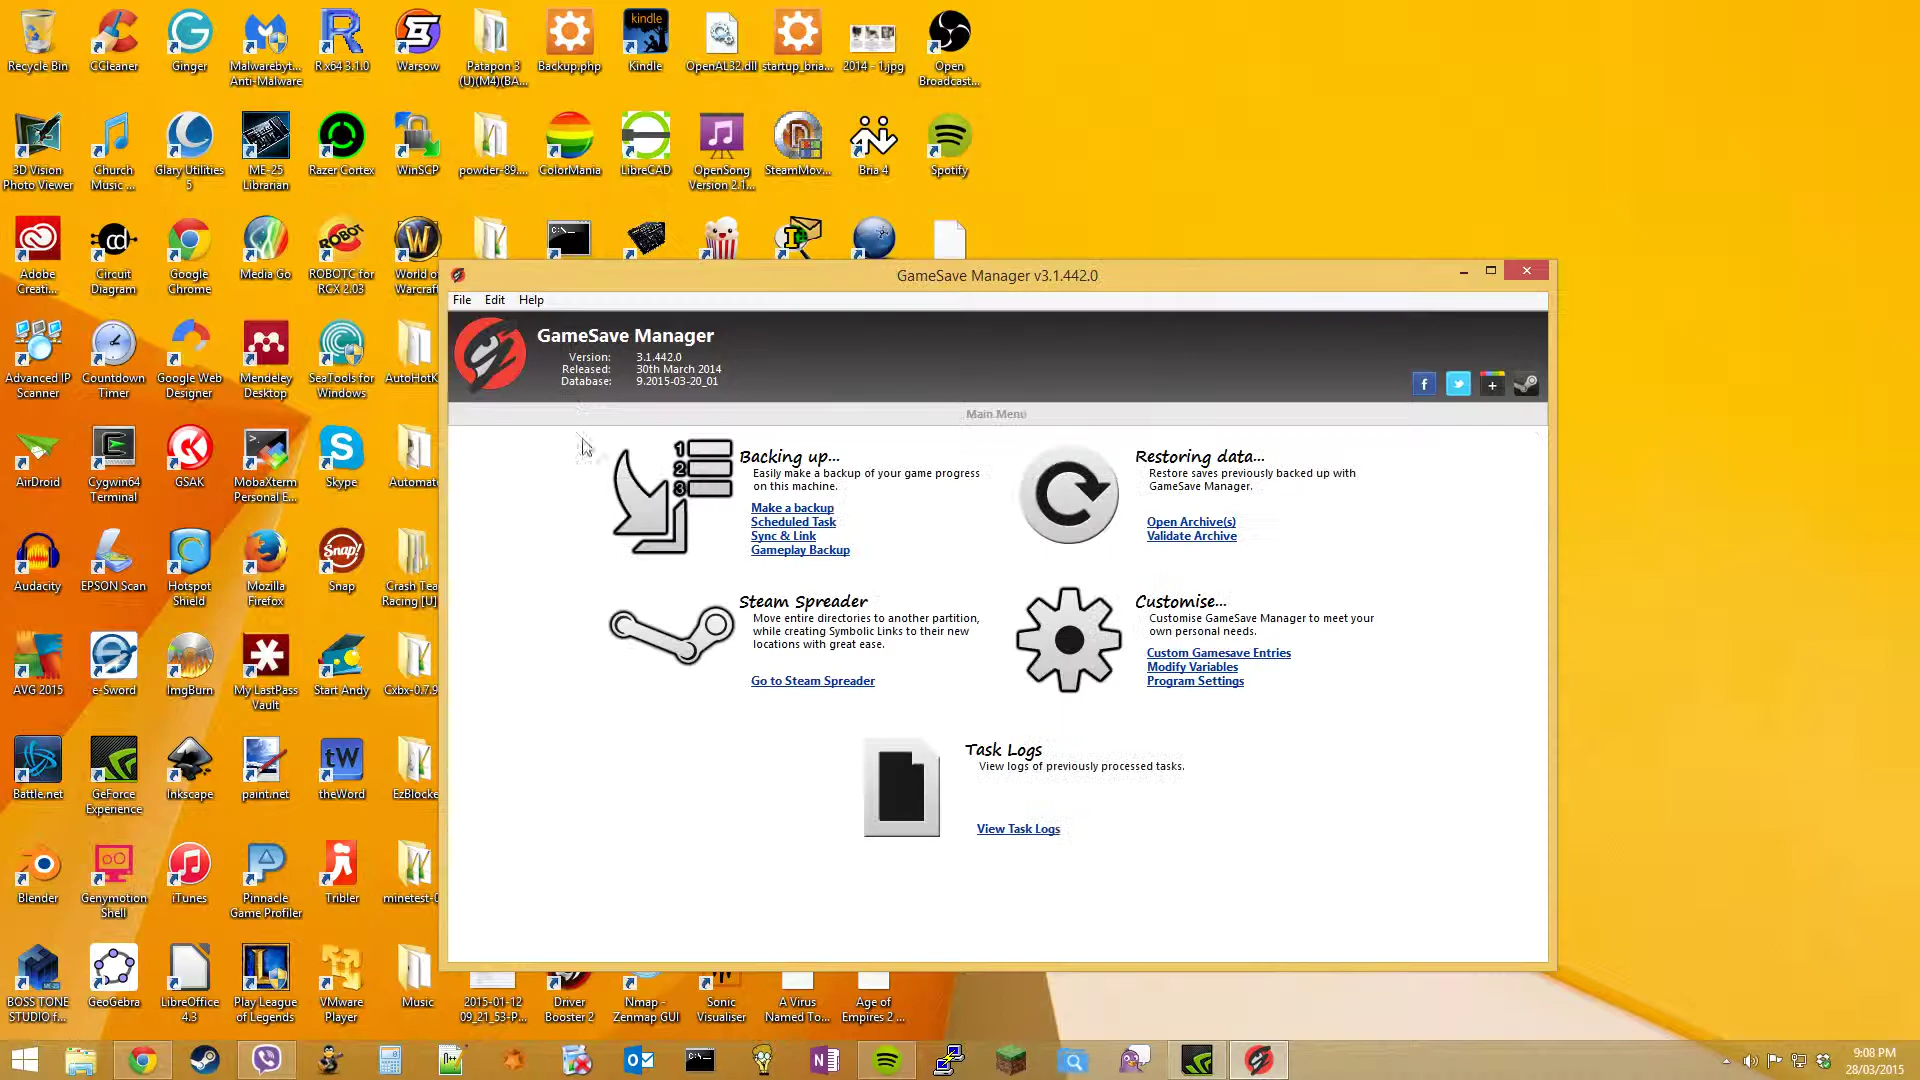 Recycle Bin
CCleaner
Ginger
Malwarebyt...
Anti-Malware
R x64 3.1.0
Warsow
Patapon 3
(U)(M4)(BA...
Backup.php
kindle
Kindle
OpenAL32.dll
startup_bria...
2014 - 1.jpg
Open
Broadcast...
3D Vision
Photo Viewer
Church
Music ...
Glary Utilities
5
ME-25
Librarian
Razer Cortex
WinSCP
powder-89....
ColorMania
LibreCAD
OpenSong
Version 2.1...
SteamMov...
Bria 4
Spotify
Adobe
Creati...
Circuit
Diagram
Google
Chrome
Media Go
ROBOTC for
RCX 2.03
World of
Warcraft
Advanced IP
Scanner
Countdown
Timer
Google Web
Designer
Mendeley
Desktop
SeaTools for
Windows
AutoHotK
AirDroid
Cygwin64
Terminal
GSAK
MobaXterm
Personal E...
Skype
Automat
Audacity
EPSON Scan
Hotspot
Shield
Mozilla
Firefox
Snap!
Snap
Crash Tea
Racing [U]
AVG 2015
e-Sword
ImgBurn
My LastPass
Vault
Start Andy
Cxbx-0.7.9
Battle.net
GeForce
Experience
Inkscape
paint.net
tW
theWord
EzBlocke
Blender
Genymotion
Shell
iTunes
Pinnacle
Game Profiler
Tribler
minetest-0
BOSS TONE
STUDIO f...
GeoGebra
LibreOffice
4.3
Play League
of Legends
VMware
Player
Music
2015-01-12
09_21_53-P...
Driver
Booster 2
Nmap -
Zenmap GUI
Sonic
Visualiser
A Virus
Named To...
Age of
Empires 2 ...
GameSave Manager v3.1.442.0
File Edit Help
GameSave Manager
Version: 3.1.442.0
Released: 30th March 2014
Database: 9.2015-03-20_01
Main Menu
Backing up...
Easily make a backup of your game progress
on this machine.
Make a backup
Scheduled Task
Sync & Link
Gameplay Backup
Restoring data...
Restore saves previously backed up with
GameSave Manager.
Open Archive(s)
Validate Archive
Steam Spreader
Move entire directories to another partition,
while creating Symbolic Links to their new
locations with great ease.
Go to Steam Spreader
Customise...
Customise GameSave Manager to meet your
own personal needs.
Custom Gamesave Entries
Modify Variables
Program Settings
Task Logs
View logs of previously processed tasks.
View Task Logs
9:08 PM
28/03/2015